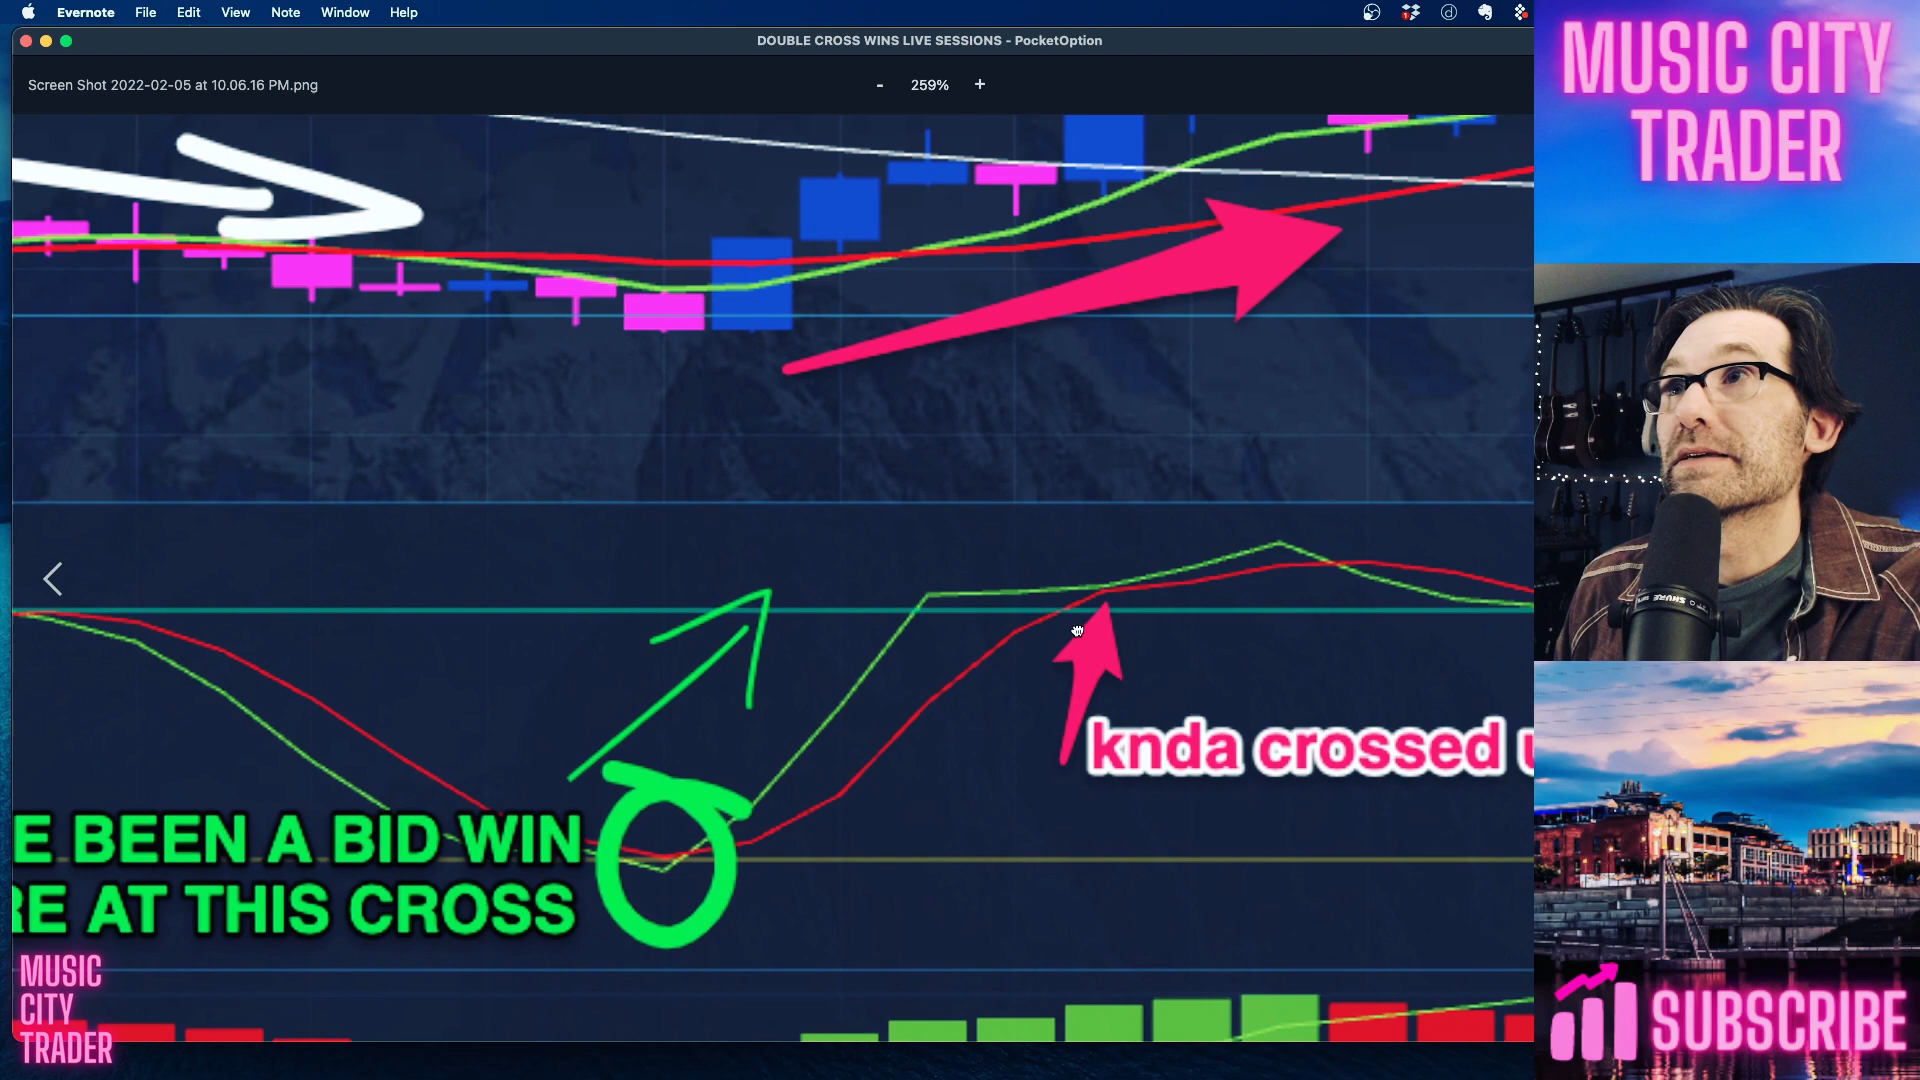 Evernote File Edit View Note Window Help
DOUBLE CROSS WINS LIVE SESSIONS - PocketOption
Screen Shot 2022-02-05 at 10.06.16 PM.png
- 259% +
MUSIC CITY
TRADER
knda crossed
E BEEN A BID WIN
RE AT THIS CROSS
MUSIC
CITY
TRADER
SHURE
SUBSCRIBE